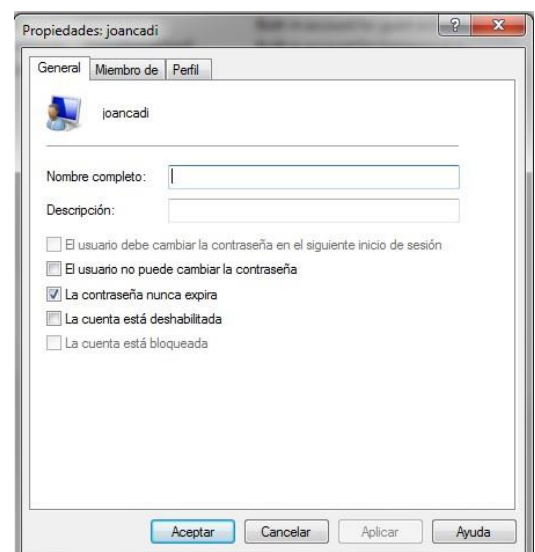 Propiedades: joancadi
General Miembro de Perfil
joancadi
Nombre completo:
Descripción:
El usuario debe cambiar la contraseña en el siguiente inicio de sesión
El usuario no puede cambiar la contraseña
La contraseña nunca expira
La cuenta está deshabilitada
La cuenta está bloqueada
Aceptar Cancelar Aplicar Ayuda